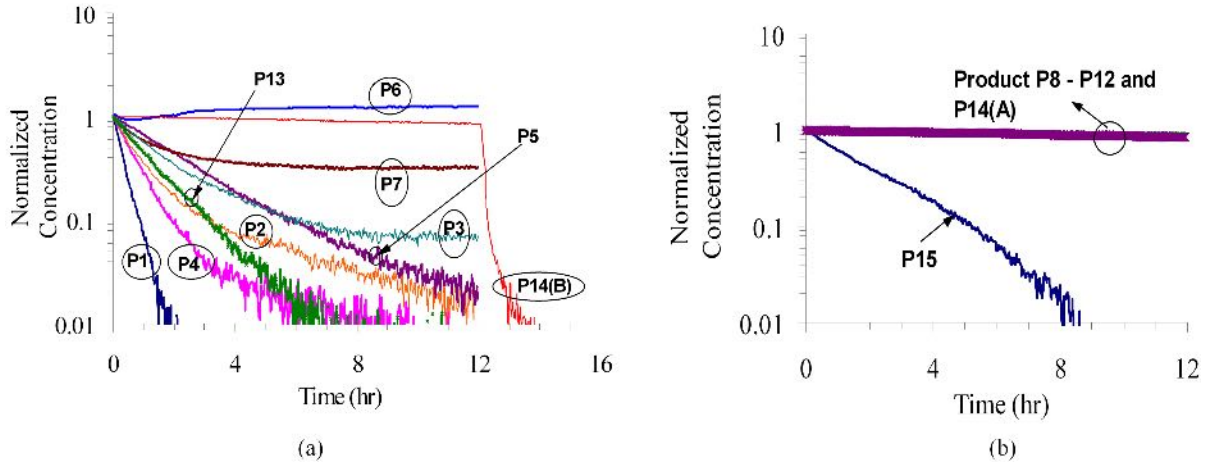 10
1
0.1
0.01
Normalized
Concentration
P13
P6
P5
P7
P2
P3
P1
P4
P14(B)
0
4
8
12
16
Time (hr)
(a)
10
1
0.1
0.01
Normalized
Concentration
Product P8 - P12 and
P14(A)
P15
0
4
8
12
Time (hr)
(b)